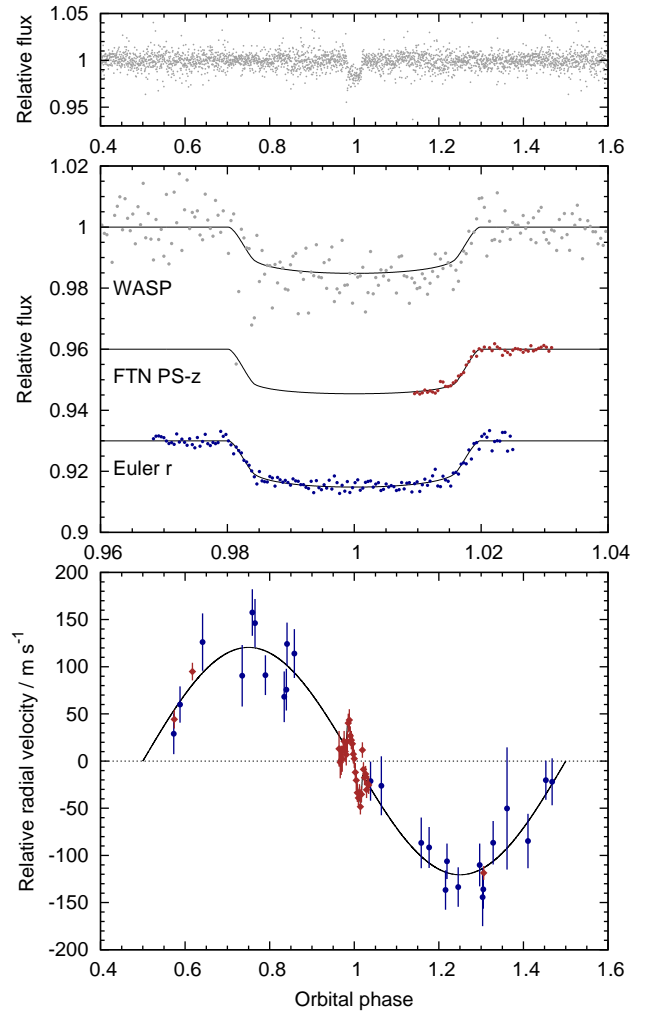 1.05
1
0.95
Relative flux
0.4 0.6 0.8 1 1.2 1.4 1.6
1.02
1
0.98
0.96
0.94
0.92
0.9
Relative flux
WASP
FTN PS-z
Euler r
0.96 0.98 1 1.02 1.04
200
150
100
50
0
-50
-100
-150
-200
Relative radial velocity / m s⁻¹
0.4 0.6 0.8 1 1.2 1.4 1.6
Orbital phase